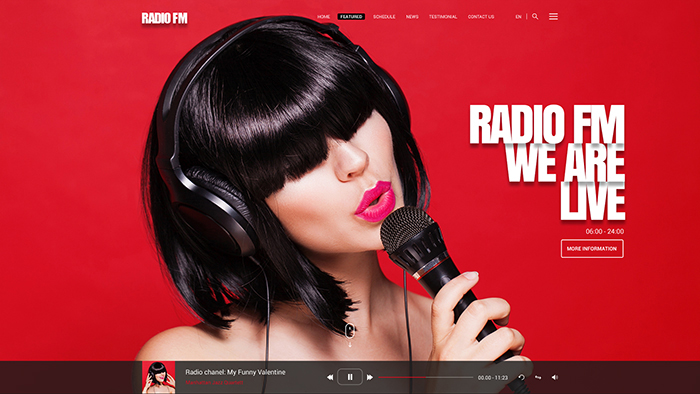 RADIO FM
HOME FEATURED SCHEDULE NEWS TESTIMONIAL CONTACT US EN |
RADIO FM
WE ARE
LIVE
06:00 - 24:00
MORE INFORMATION
Radio chanel: My Funny Valentine
00.00 - 11:23